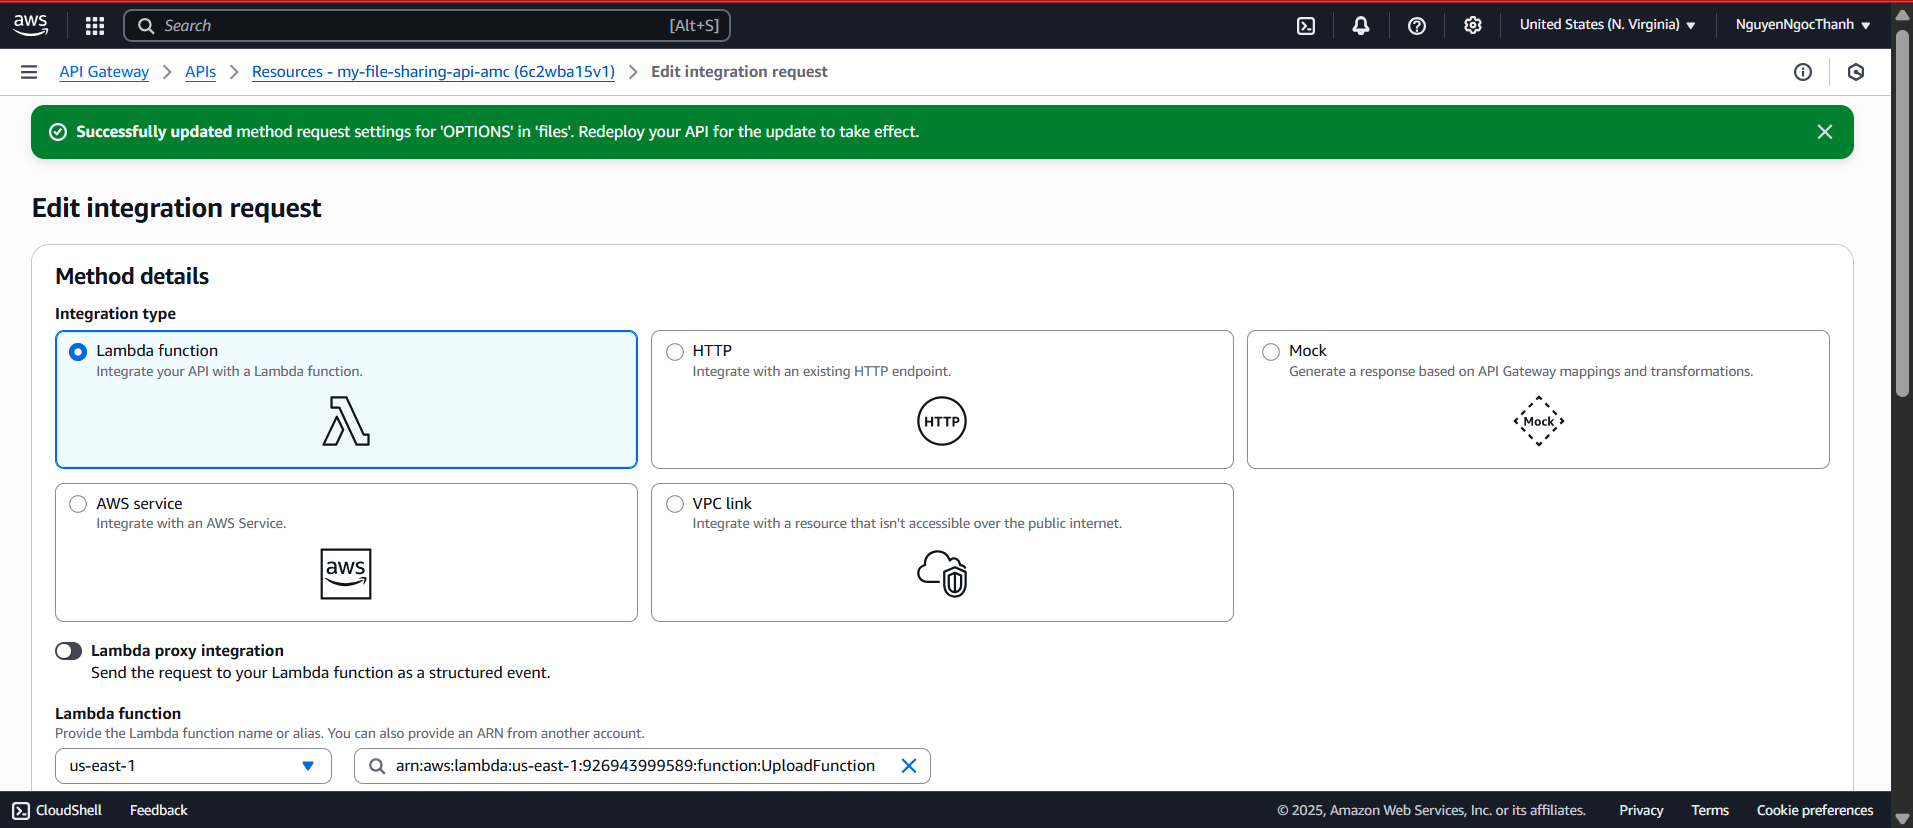 aws
Search [Alt+S]
United States (N. Virginia)
NguyenNgocThanh
API Gateway
APIs
Resources - my-file-sharing-api-amc (6c2wba15v1)
Edit integration request
Successfully updated method request settings for 'OPTIONS' in 'files'. Redeploy your API for the update to take effect.
Edit integration request
Method details
Integration type
Lambda function
Integrate your API with a Lambda function.
HTTP
Integrate with an existing HTTP endpoint.
HTTP
Mock
Generate a response based on API Gateway mappings and transformations.
Mock
AWS service
Integrate with an AWS Service.
aws
VPC link
Integrate with a resource that isn't accessible over the public internet.
Lambda proxy integration
Send the request to your Lambda function as a structured event.
Lambda function
Provide the Lambda function name or alias. You can also provide an ARN from another account.
us-east-1
arn:aws:lambda:us-east-1:926943999589:function:UploadFunction
CloudShell
Feedback
© 2025, Amazon Web Services, Inc. or its affiliates.
Privacy
Terms
Cookie preferences